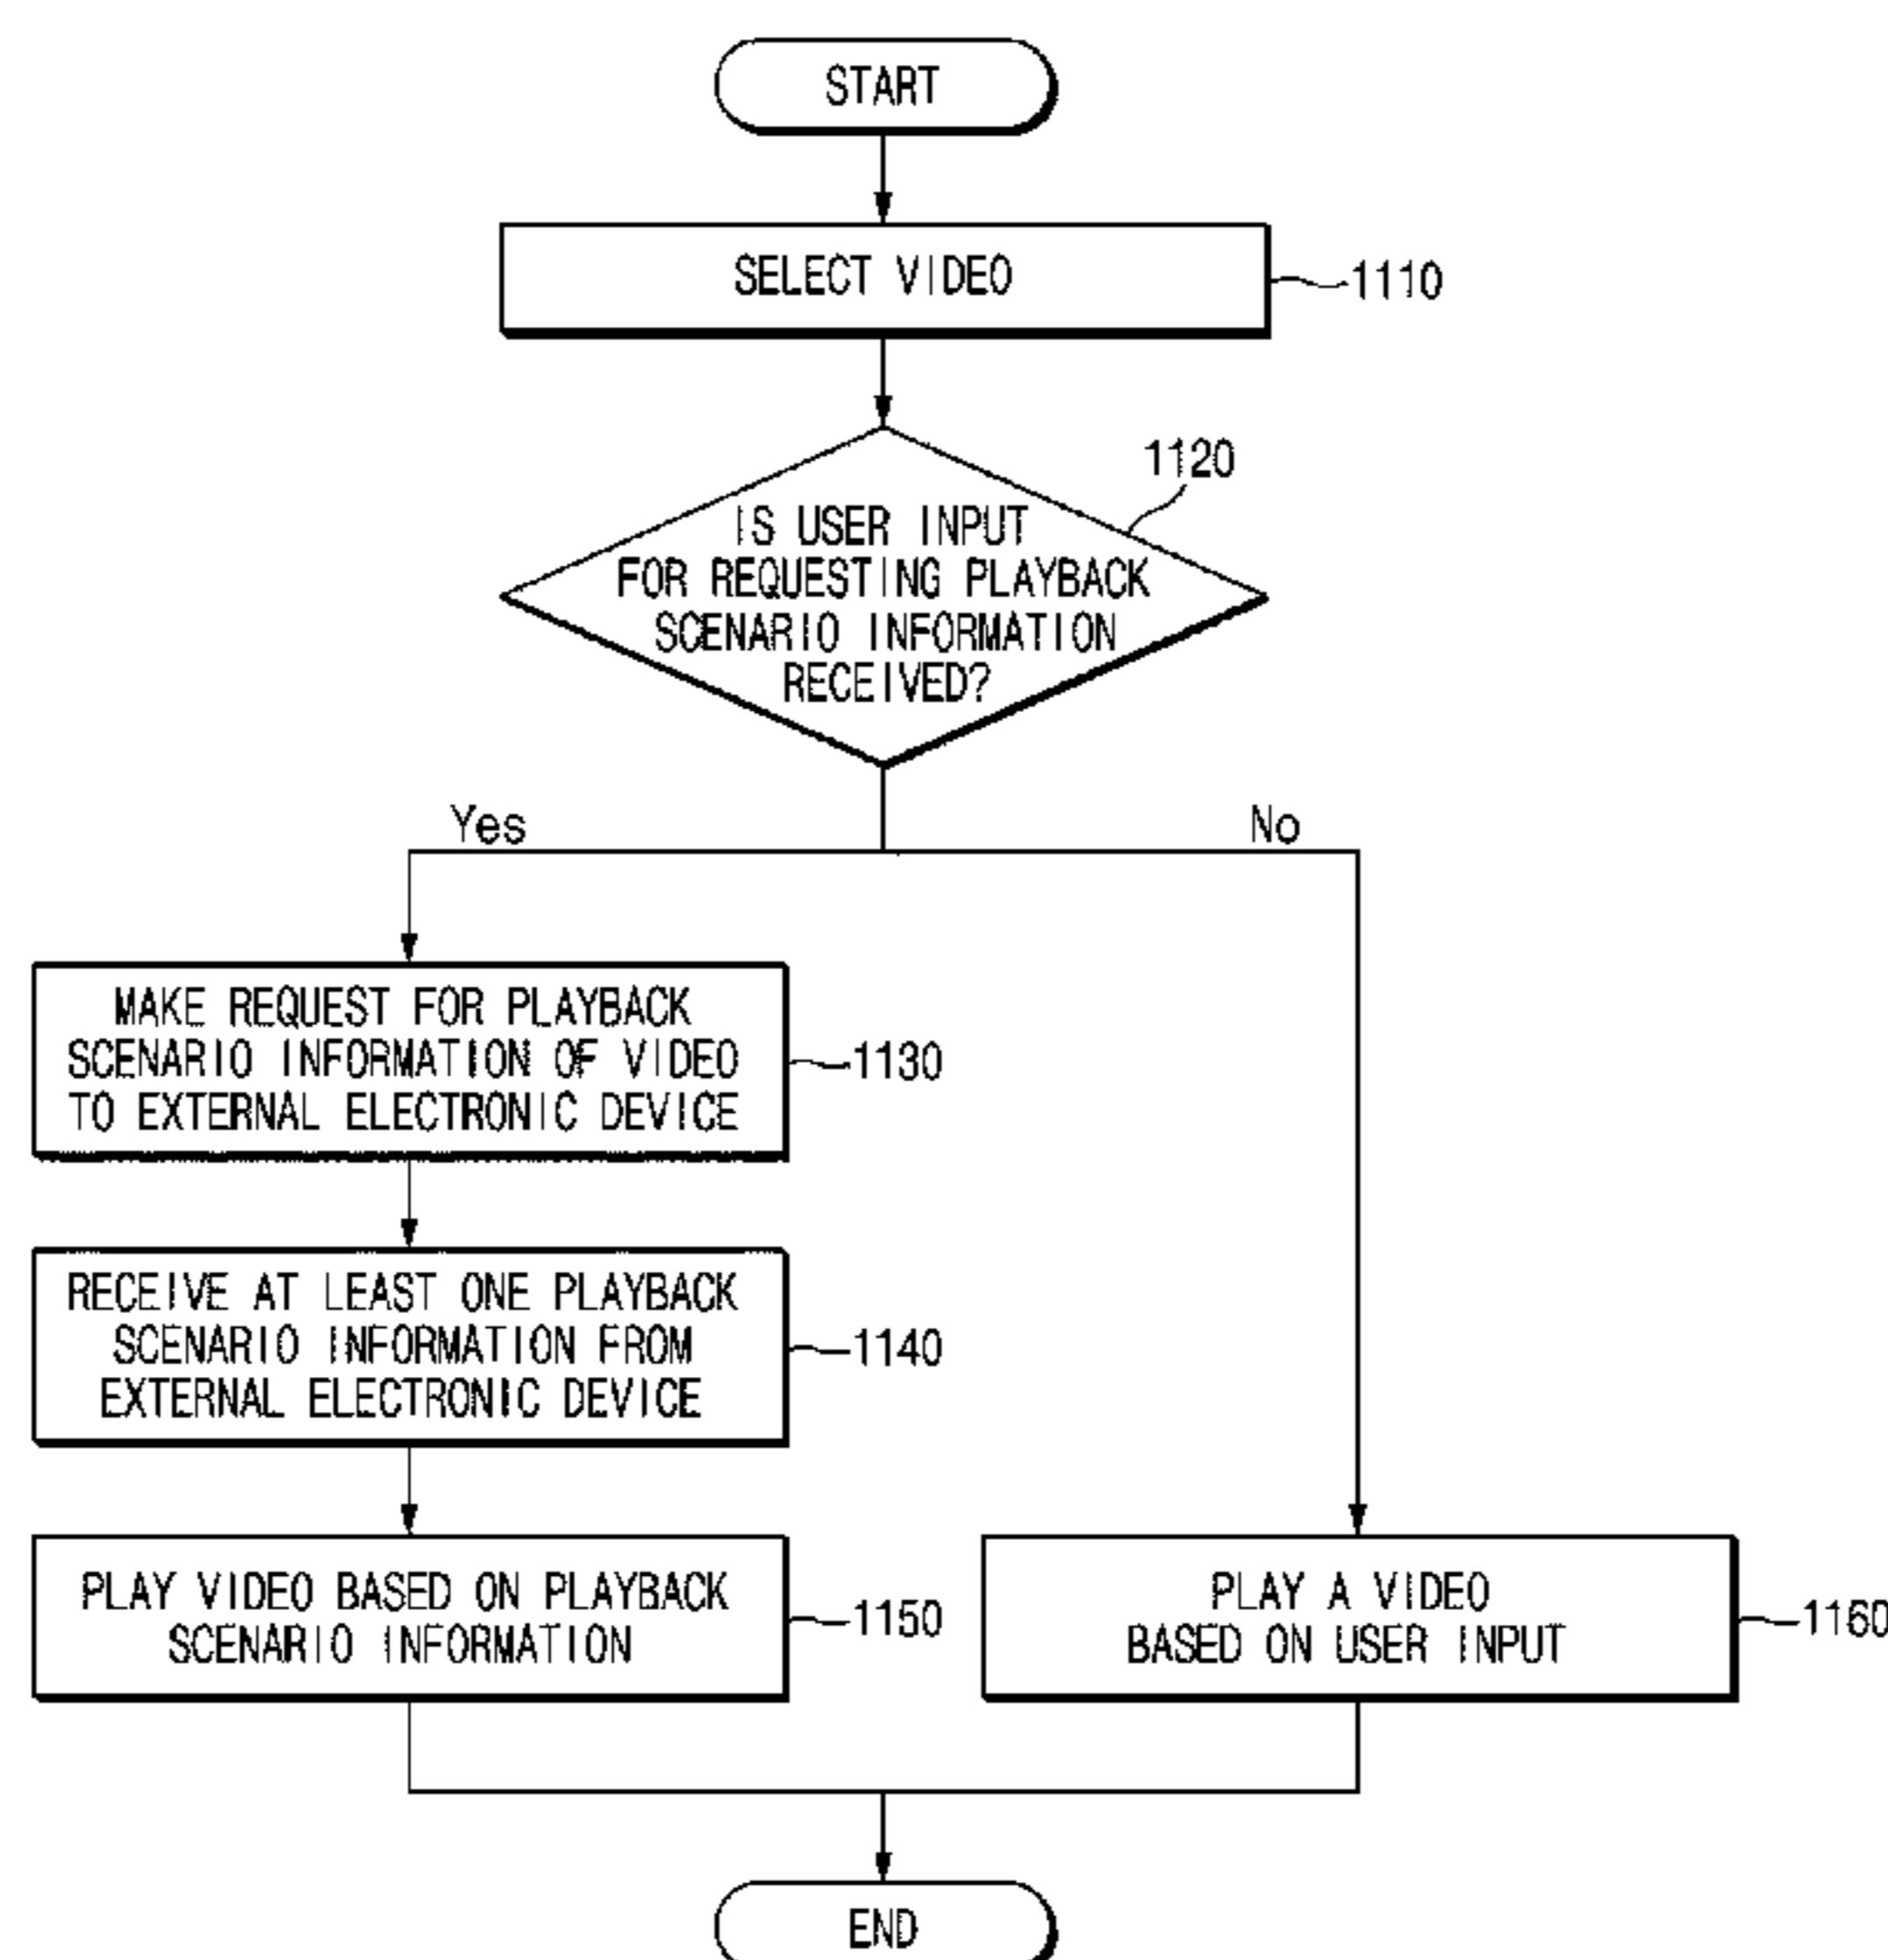 START
SELECT VIDEO
1110
1120
IS USER INPUT
FOR REQUESTING PLAYBACK
SCENARIO INFORMATION
RECEIVED?
Yes
No
MAKE REQUEST FOR PLAYBACK
SCENARIO INFORMATION OF VIDEO
TO EXTERNAL ELECTRONIC DEVICE
1130
RECEIVE AT LEAST ONE PLAYBACK
SCENARIO INFORMATION FROM
EXTERNAL ELECTRONIC DEVICE
1140
PLAY VIDEO BASED ON PLAYBACK
SCENARIO INFORMATION
1150
PLAY A VIDEO
BASED ON USER INPUT
1160
END